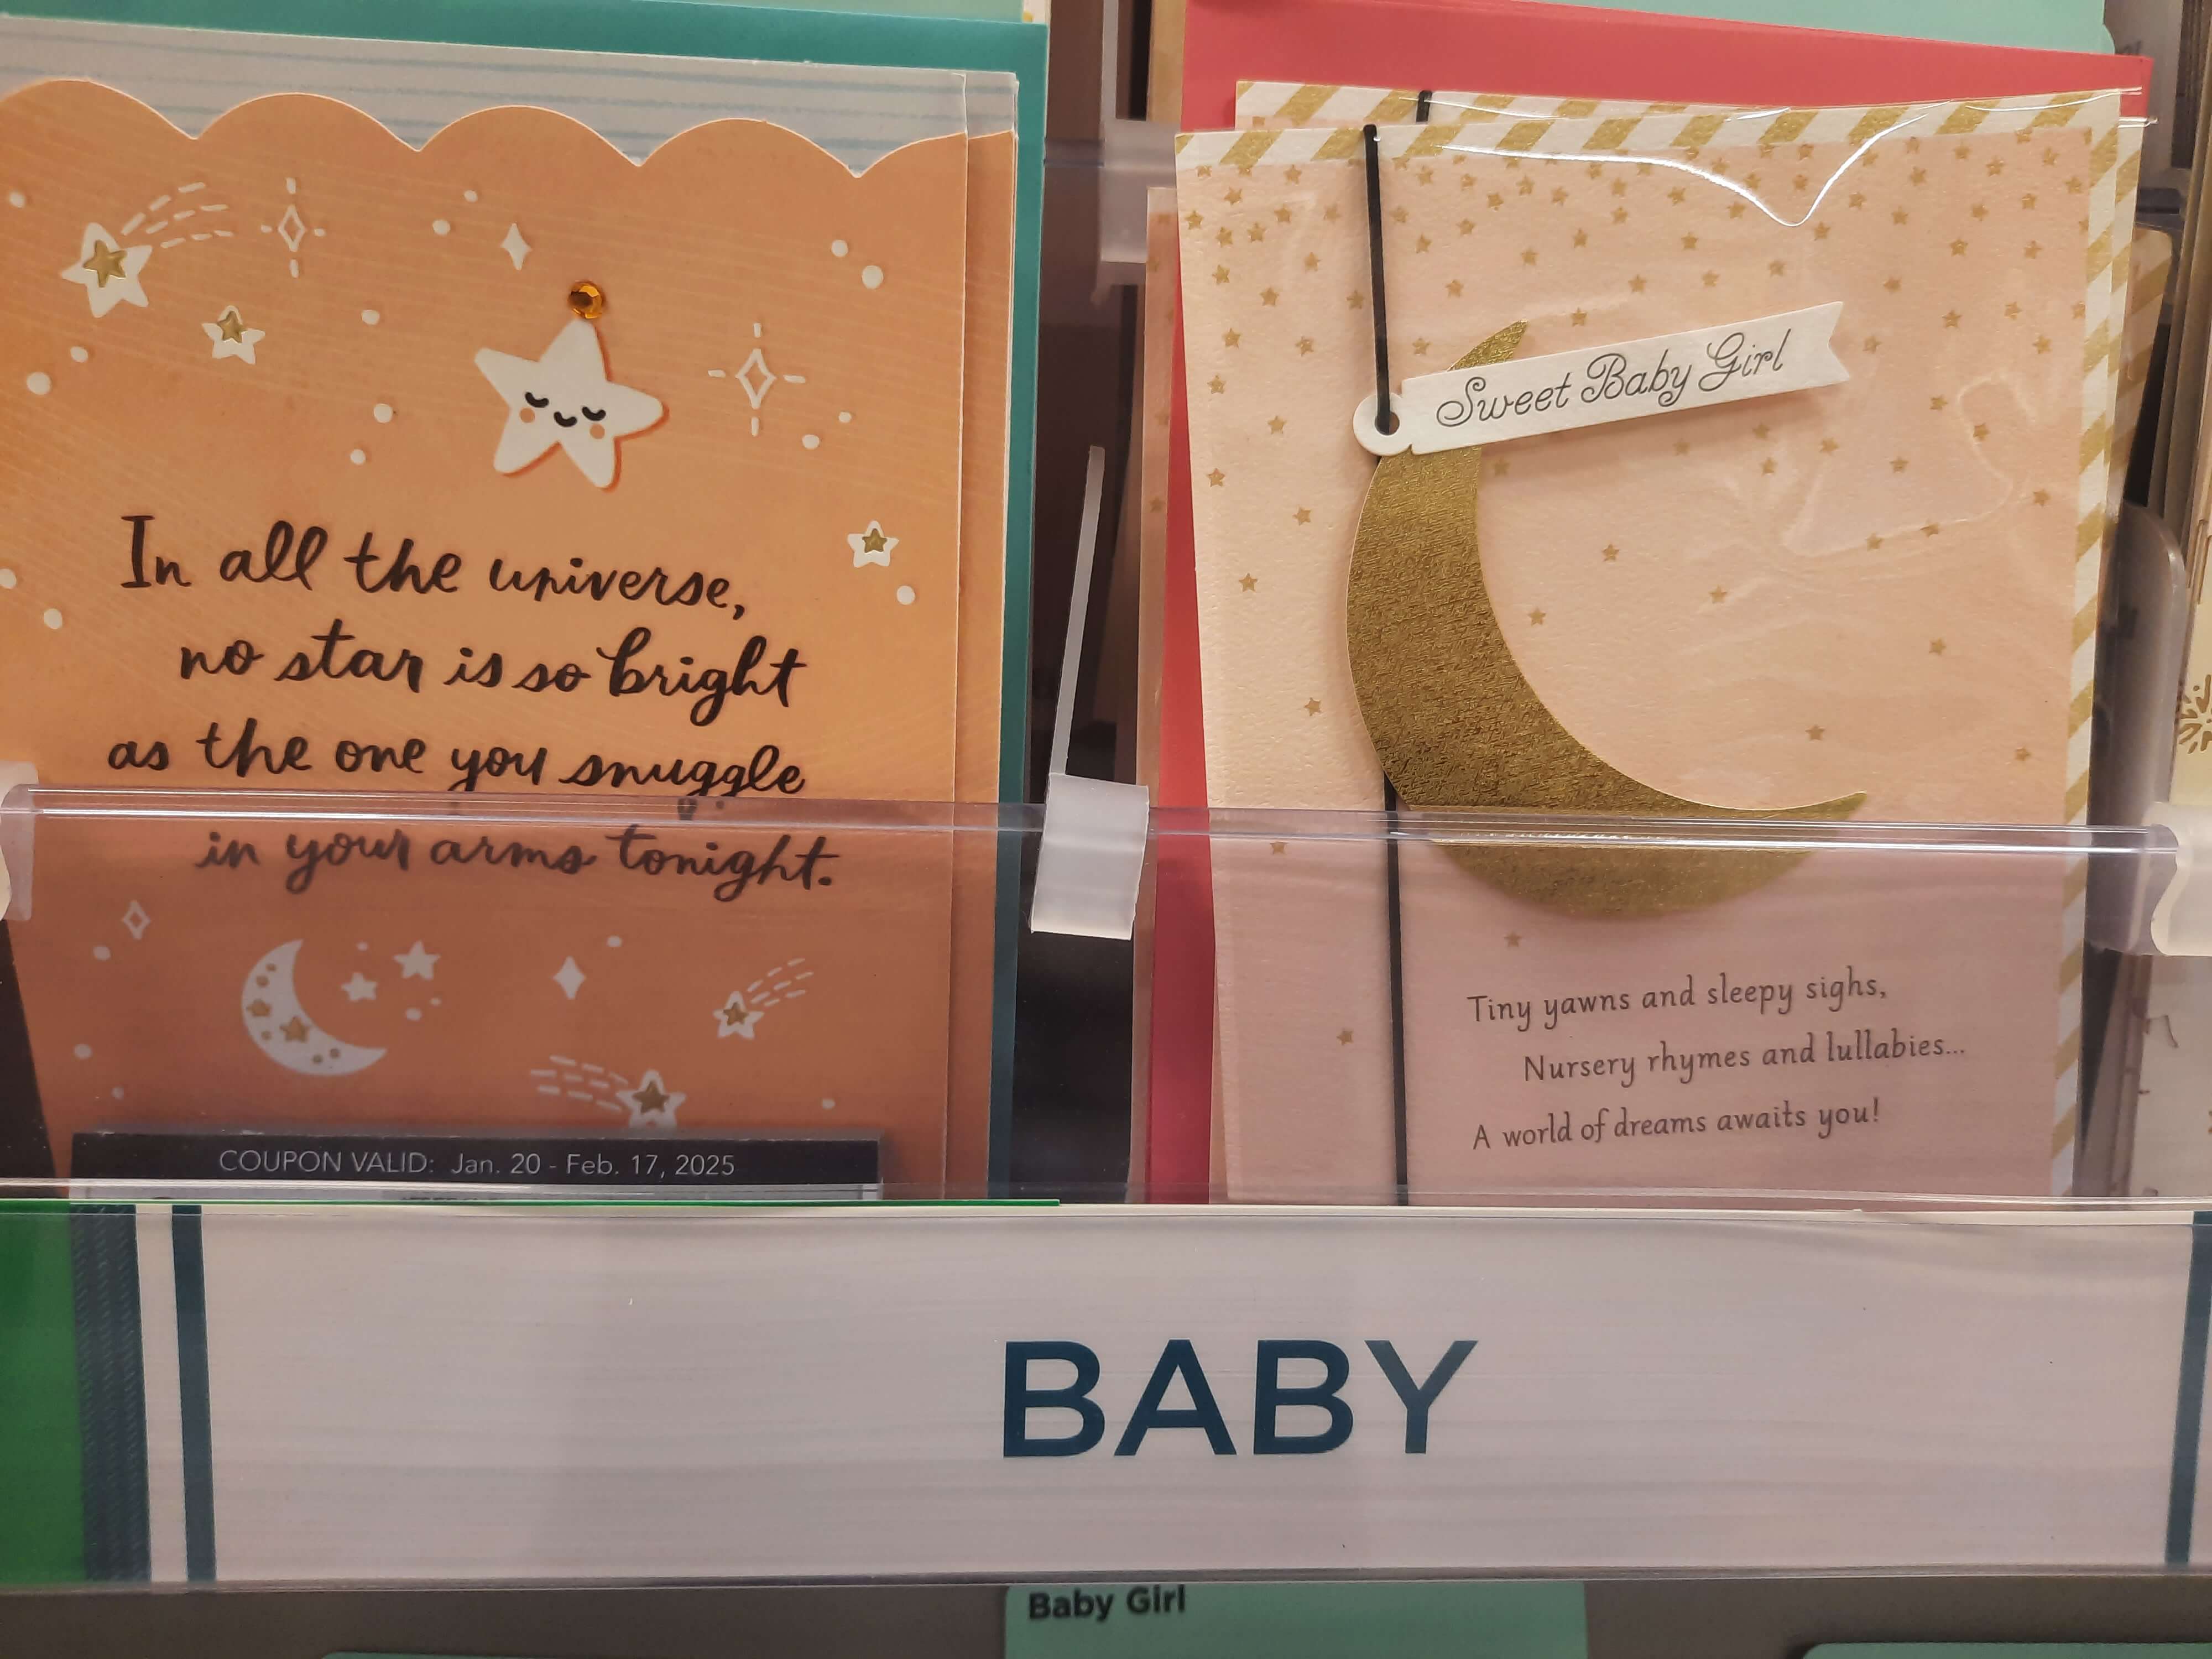 In all the universe,
no star is so bright
as the one you snuggle
in your arms tonight.
COUPON VALID: Jan. 20 - Feb. 17, 2025
Sweet Baby Girl
Tiny yawns and sleepy sighs,
Nursery rhymes and lullabies...
A world of dreams awaits you!
BABY
Baby Girl